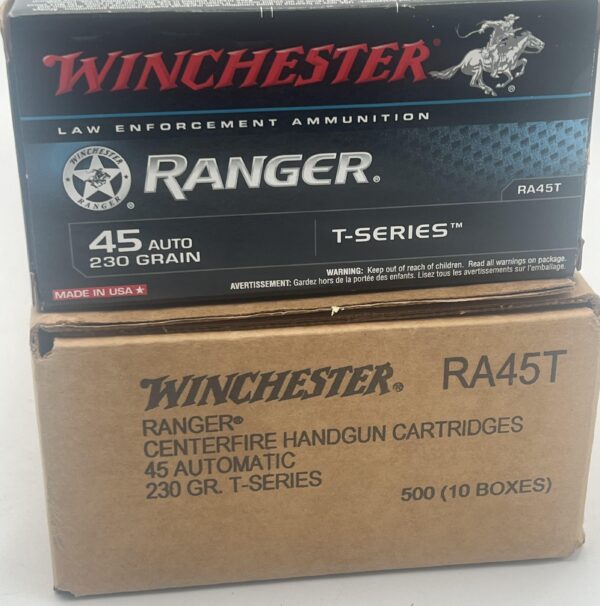 WINCHESTER®
LAW ENFORCEMENT AMMUNITION
WINCHESTER
RANGER
RANGER®
RA45T
45 AUTO
230 GRAIN
T-SERIES™
WARNING: Keep out of reach of children. Read all warnings on package.
AVERTISSEMENT: Gardez hors de la portée des enfants. Lisez tous les avertissements sur l'emballage.
MADE IN USA
WINCHESTER®
RA45T
RANGER®
CENTERFIRE HANDGUN CARTRIDGES
45 AUTOMATIC
230 GR. T-SERIES
500 (10 BOXES)